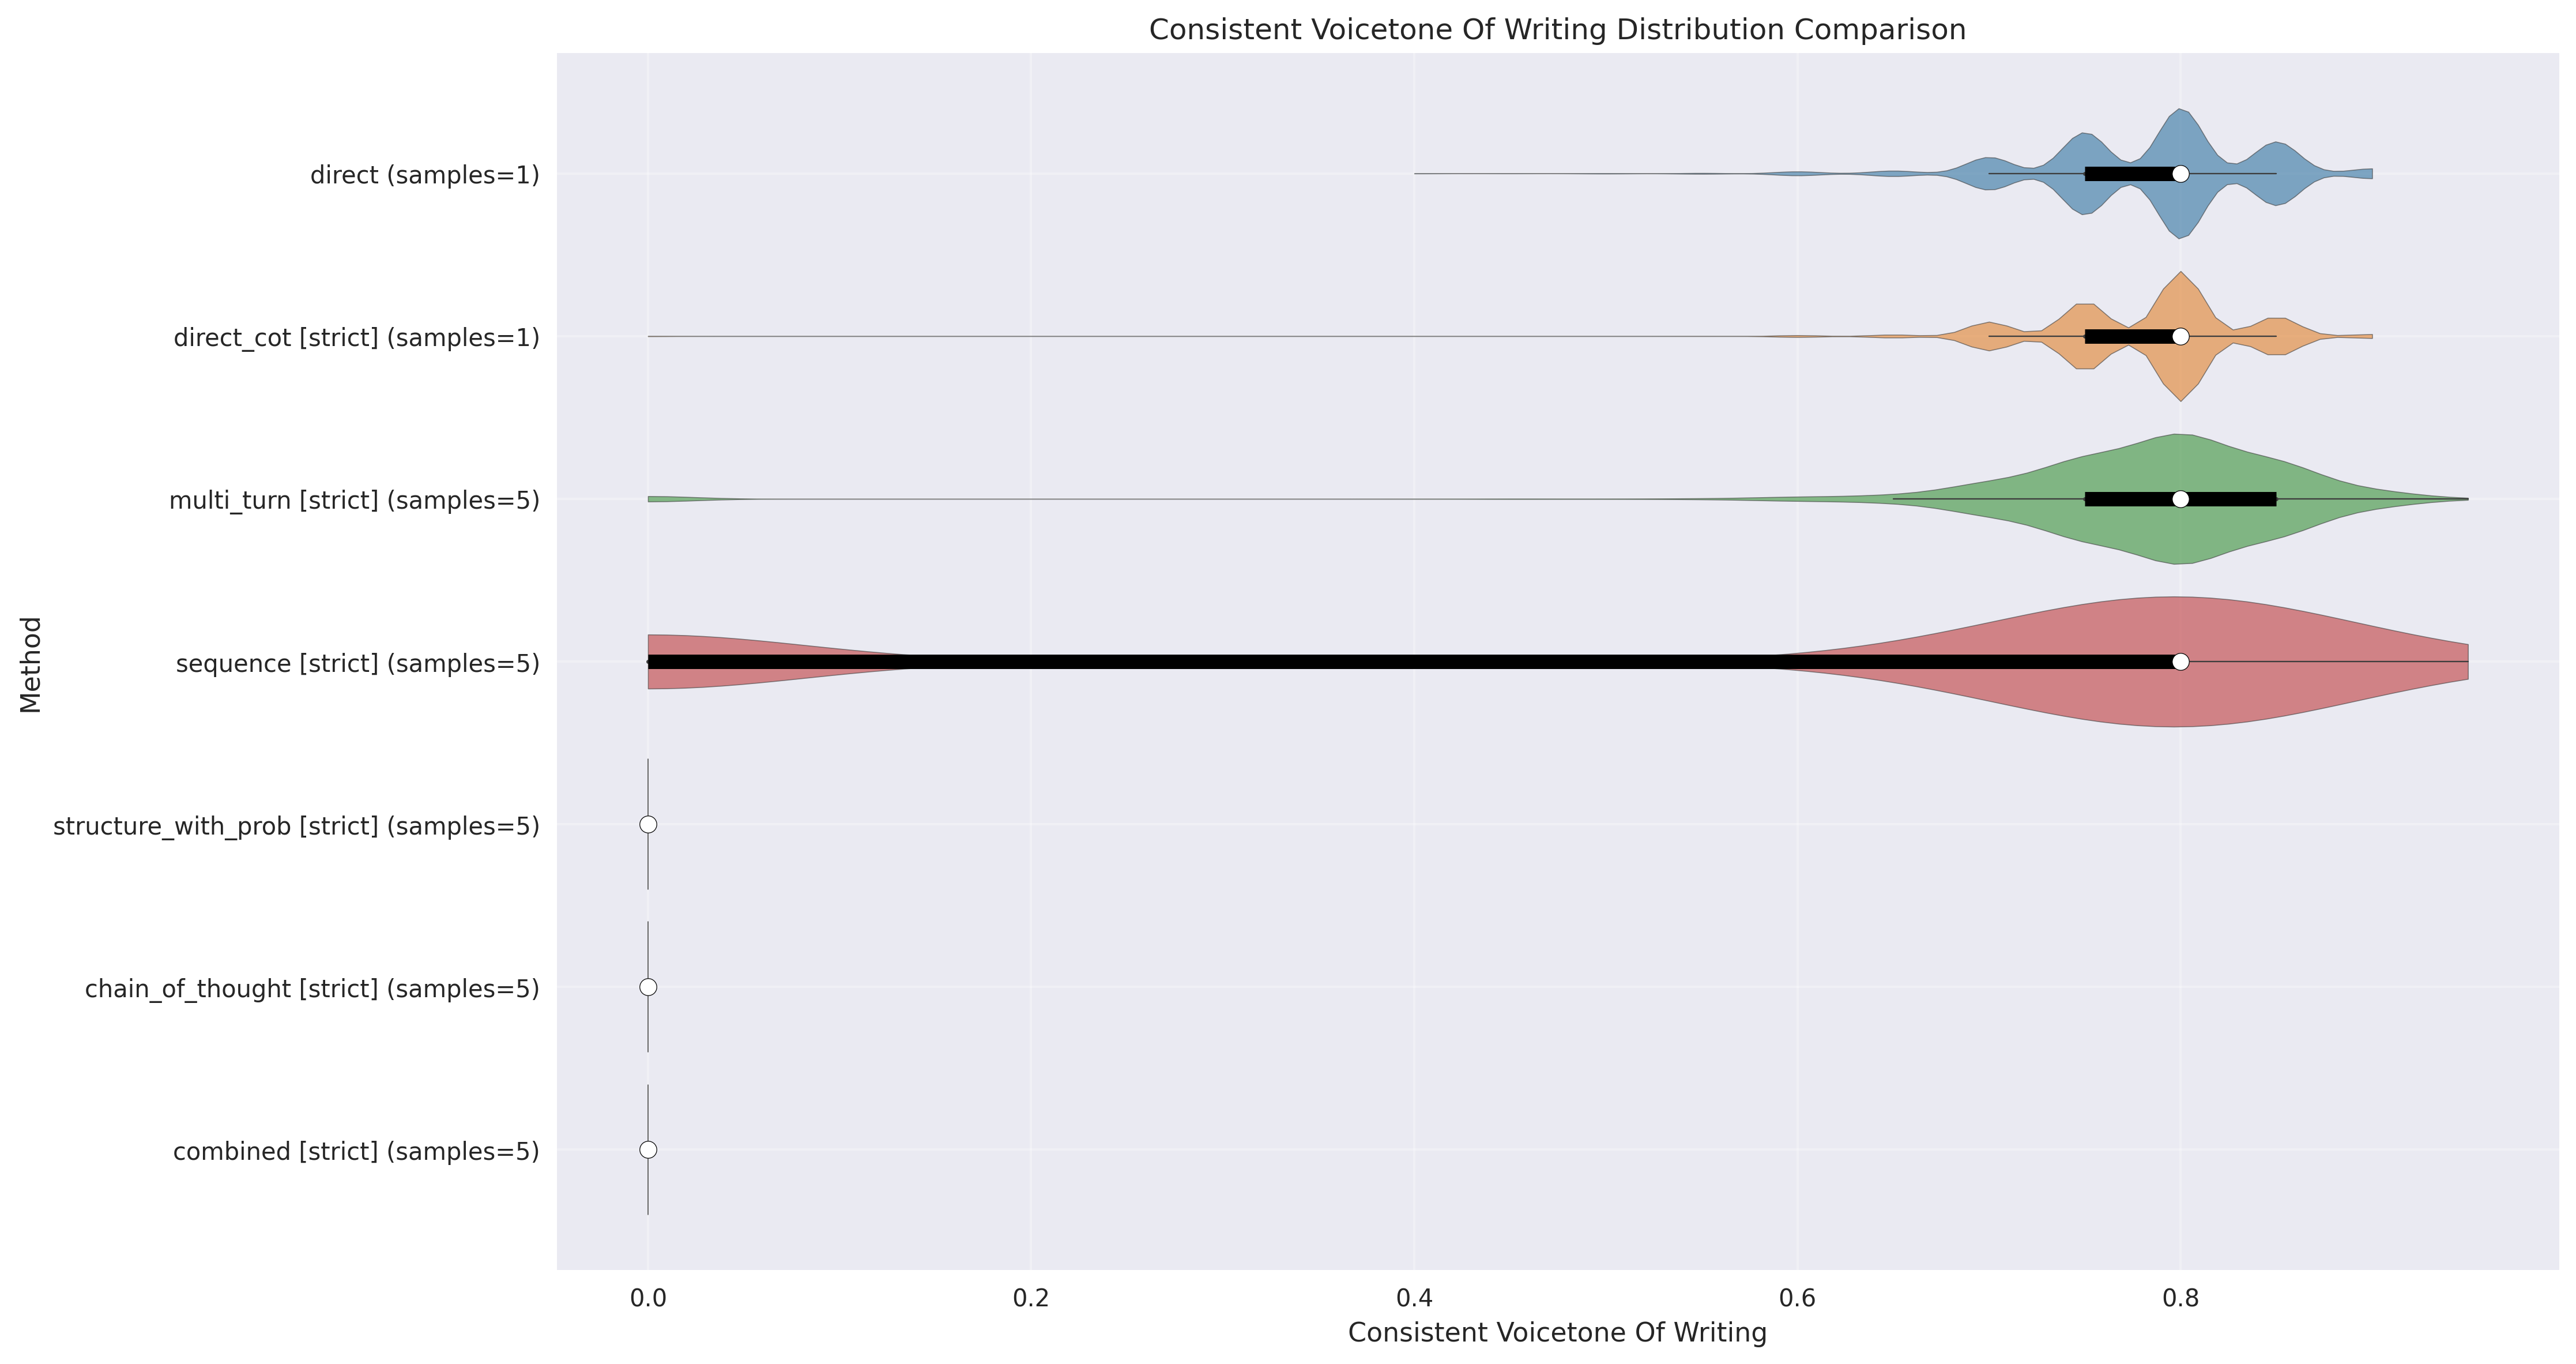 Consistent Voicetone Of Writing Distribution Comparison
direct (samples=1)
direct_cot [strict] (samples=1)
multi_turn [strict] (samples=5)
sequence [strict] (samples=5)
structure_with_prob [strict] (samples=5)
chain_of_thought [strict] (samples=5)
combined [strict] (samples=5)
Method
0.0 0.2 0.4 0.6 0.8
Consistent Voicetone Of Writing